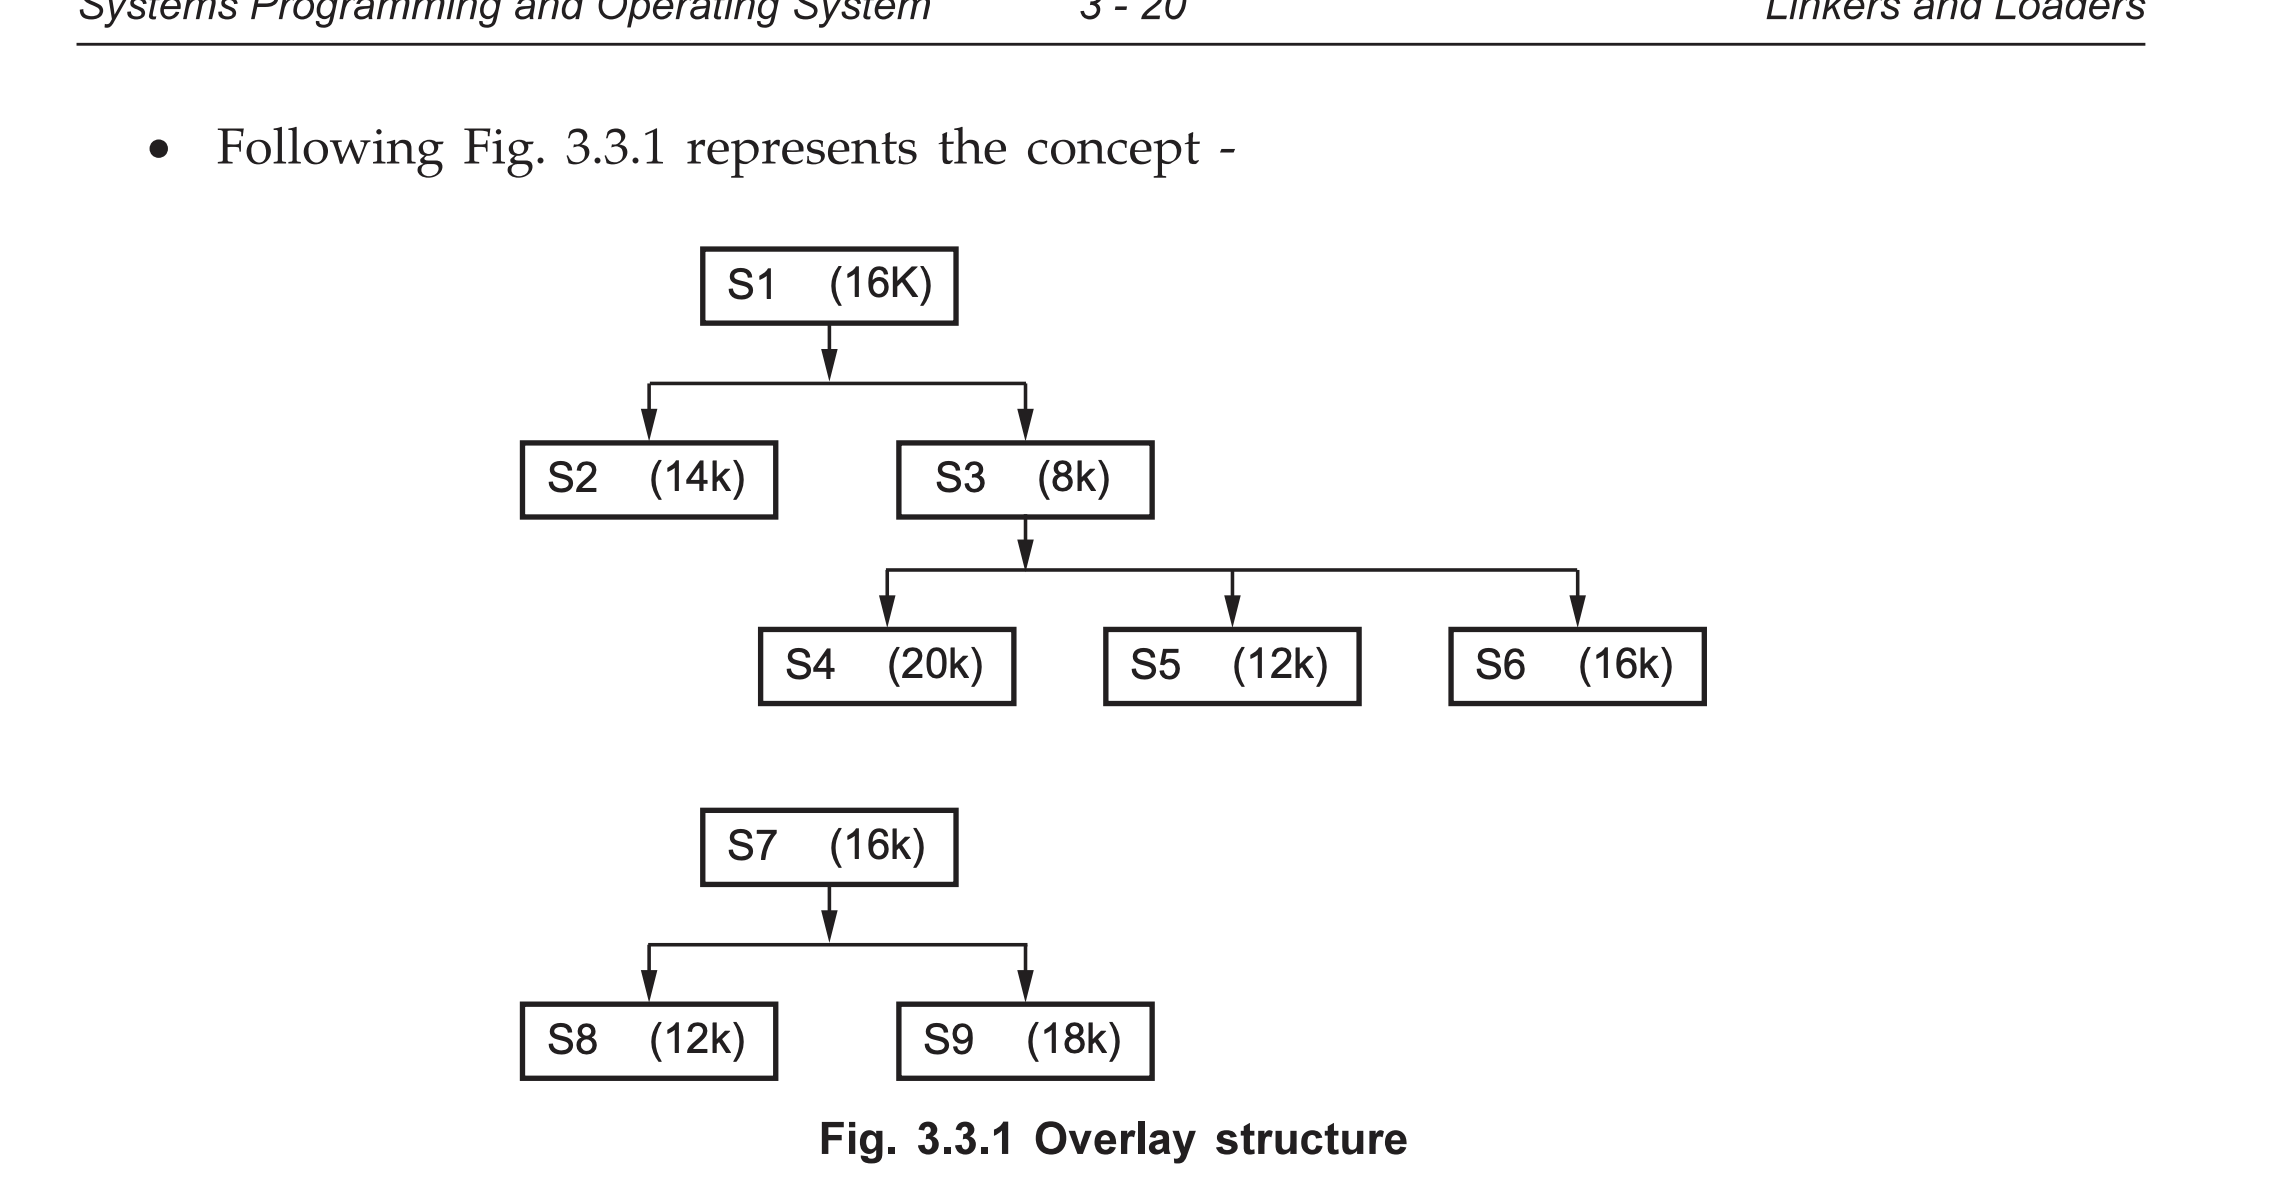 Systems Programming and Operating System 3 - 20 Linkers and Loaders
• Following Fig. 3.3.1 represents the concept -
S1 (16K)
S2 (14k) S3 (8k)
S4 (20k) S5 (12k) S6 (16k)
S7 (16k)
S8 (12k) S9 (18k)
Fig. 3.3.1 Overlay structure